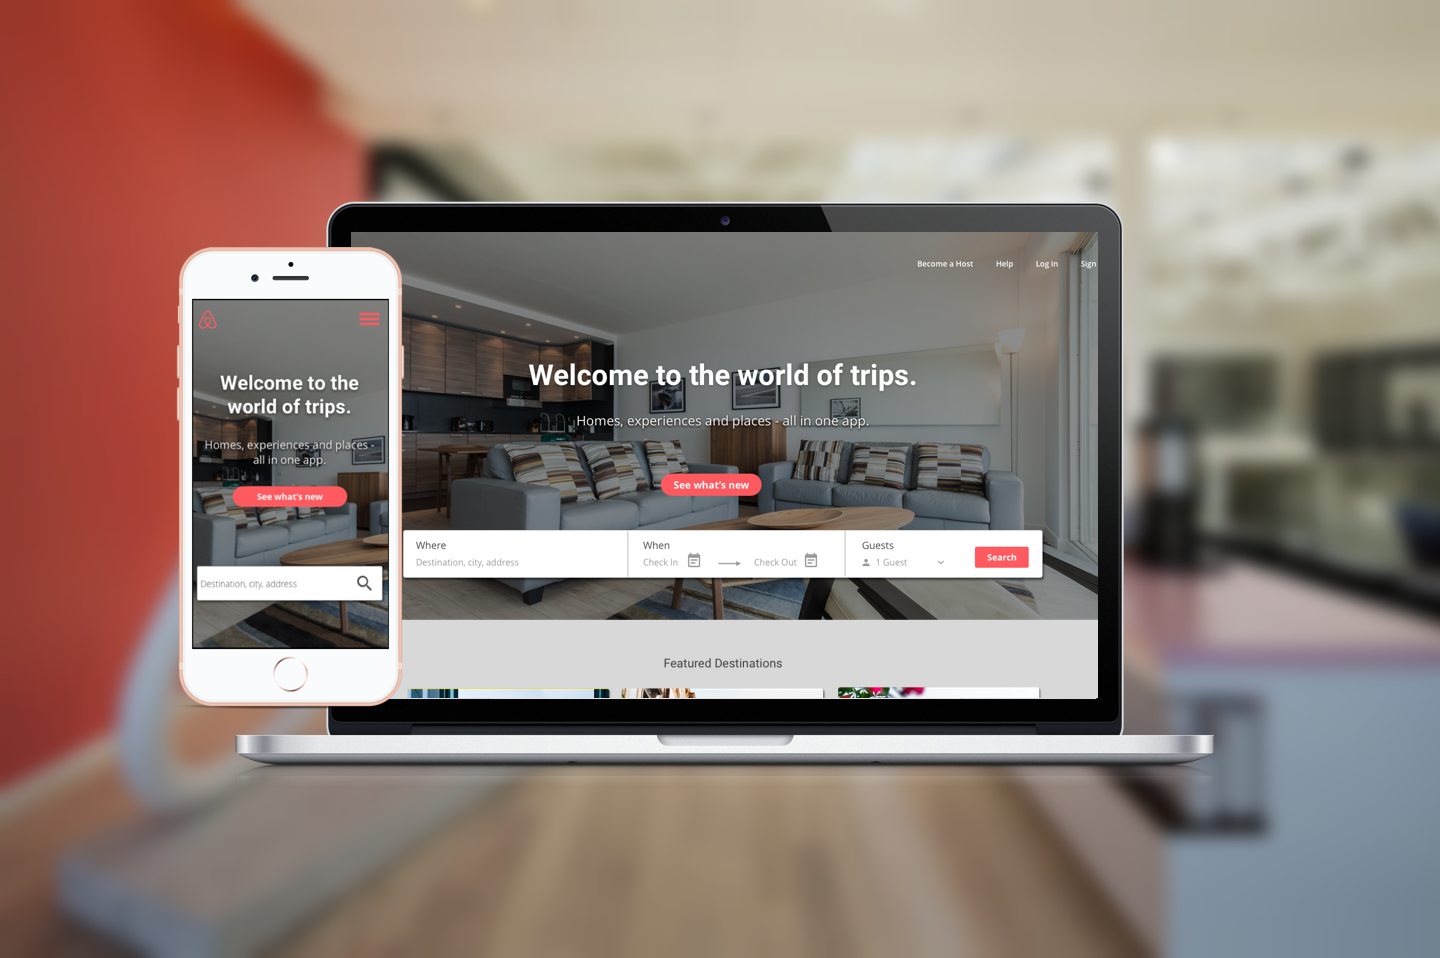 Welcome to the
world of trips.
Homes, experiences and places -
all in one app.
See what's new
Destination, city, address
Become a Host
Help
Log in
Sign
Welcome to the world of trips.
Homes, experiences and places - all in one app.
See what's new
Where
Destination, city, address
When
Check In
Check Out
Guests
1 Guest
Search
Featured Destinations